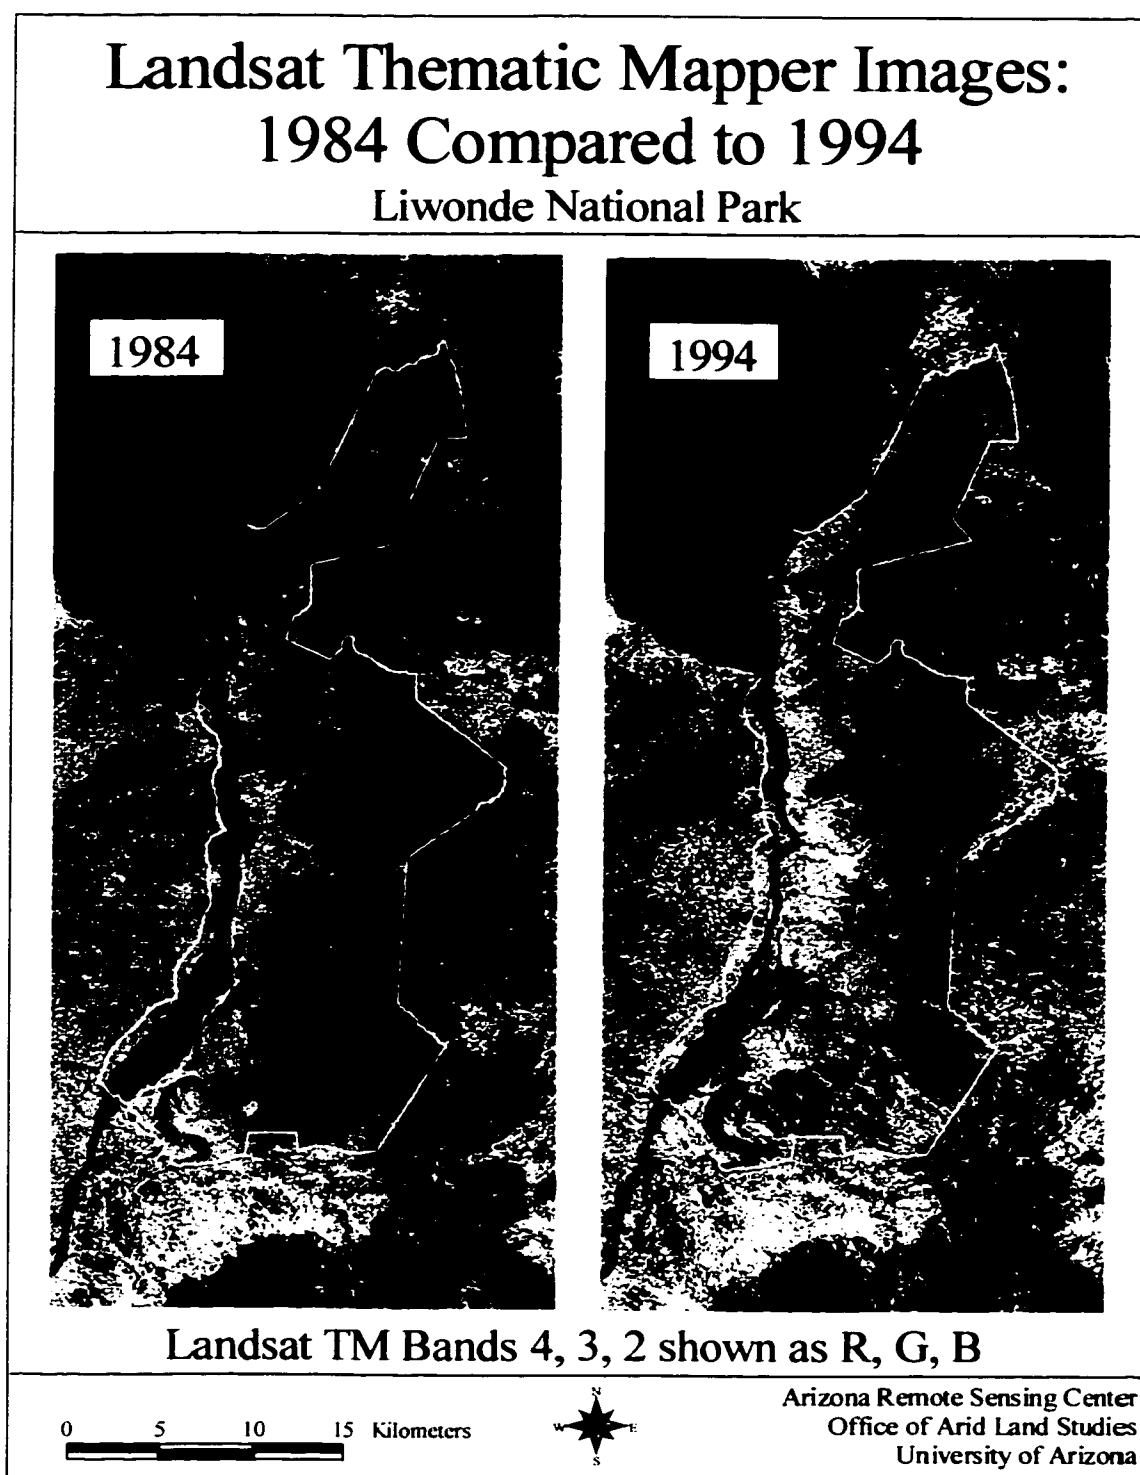 Landsat Thematic Mapper Images:
1984 Compared to 1994
Liwonde National Park
1984
1994
Landsat TM Bands 4, 3, 2 shown as R, G, B
0 5 10 15 Kilometers
N
W E
S
Arizona Remote Sensing Center
Office of Arid Land Studies
University of Arizona